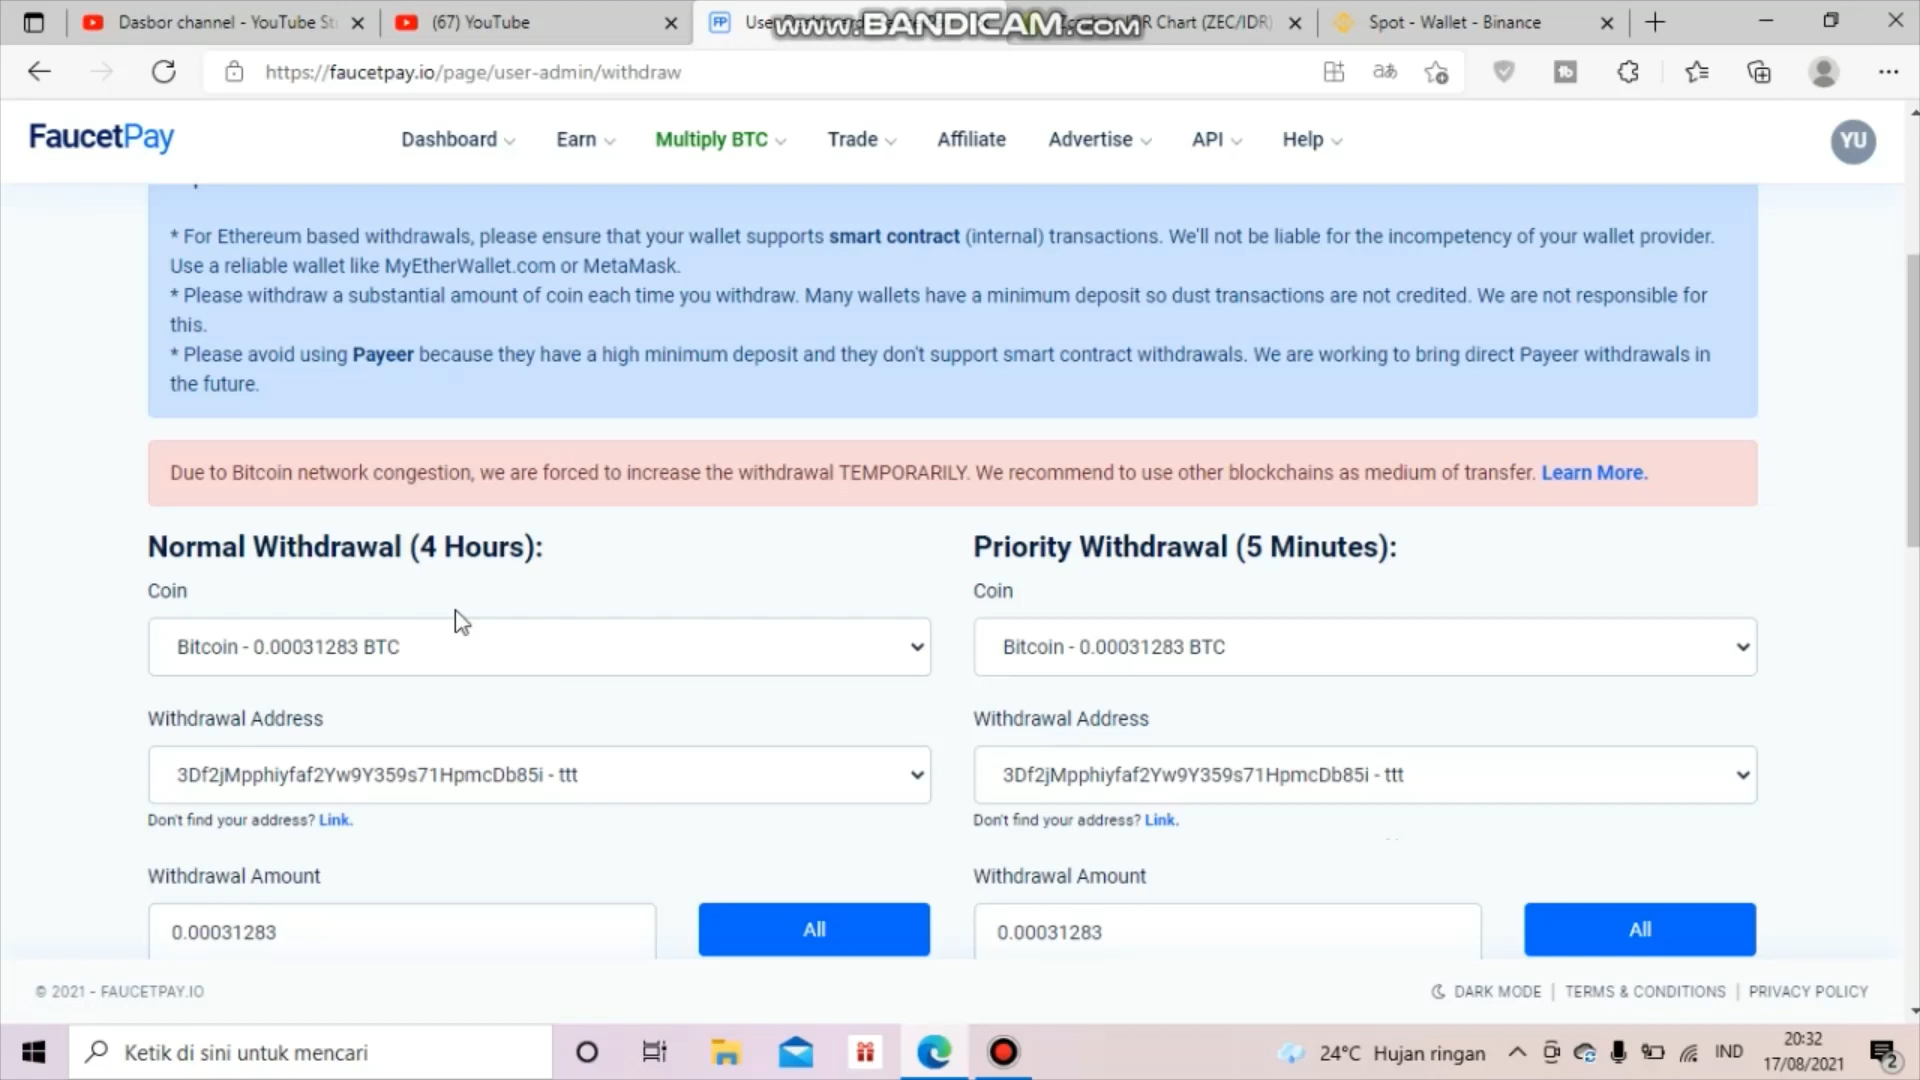 Dasbor channel - YouTube St
(67) YouTube
www.BANDICAM.com
IDR Chart (ZEC/IDR)
Spot - Wallet - Binance
https://faucetpay.io/page/user-admin/withdraw
FaucetPay
Dashboard
Earn
Multiply BTC
Trade
Affiliate
Advertise
API
Help
YU
* For Ethereum based withdrawals, please ensure that your wallet supports smart contract (internal) transactions. We'll not be liable for the incompetency of your wallet provider.
Use a reliable wallet like MyEtherWallet.com or MetaMask.
* Please withdraw a substantial amount of coin each time you withdraw. Many wallets have a minimum deposit so dust transactions are not credited. We are not responsible for
this.
* Please avoid using Payeer because they have a high minimum deposit and they don't support smart contract withdrawals. We are working to bring direct Payeer withdrawals in
the future.
Due to Bitcoin network congestion, we are forced to increase the withdrawal TEMPORARILY. We recommend to use other blockchains as medium of transfer. Learn More.
Normal Withdrawal (4 Hours):
Coin
Bitcoin - 0.00031283 BTC
Withdrawal Address
3Df2jMpphiyfaf2Yw9Y359s71HpmcDb85i - ttt
Don't find your address? Link.
Withdrawal Amount
0.00031283
All
Priority Withdrawal (5 Minutes):
Coin
Bitcoin - 0.00031283 BTC
Withdrawal Address
3Df2jMpphiyfaf2Yw9Y359s71HpmcDb85i - ttt
Don't find your address? Link.
Withdrawal Amount
0.00031283
All
© 2021 - FAUCETPAY.IO
DARK MODE | TERMS & CONDITIONS | PRIVACY POLICY
Ketik di sini untuk mencari
24°C Hujan ringan
IND
20:32
17/08/2021
2